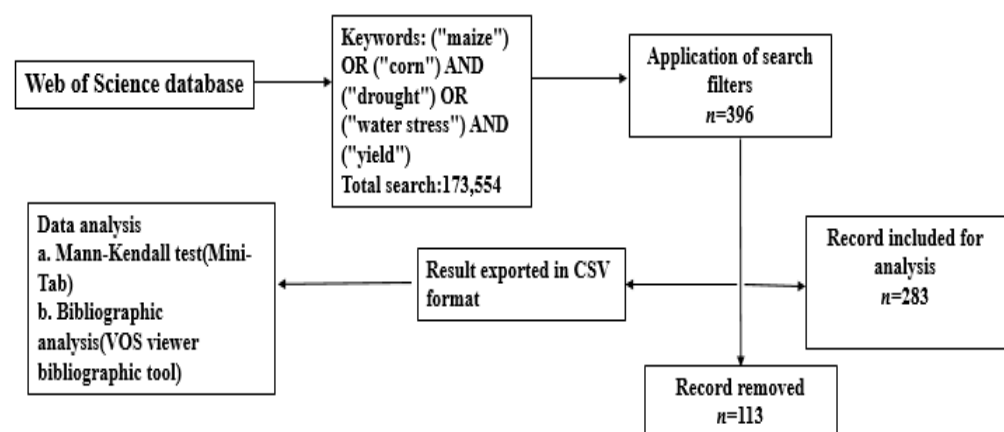 Web of Science database
Keywords: ("maize")
OR ("corn") AND
("drought") OR
("water stress") AND
("yield")
Total search:173,554
Application of search
filters
n=396
Data analysis
a. Mann-Kendall test(Mini-
Tab)
b. Bibliographic
analysis(VOS viewer
bibliographic tool)
Result exported in CSV
format
Record included for
analysis
n=283
Record removed
n=113